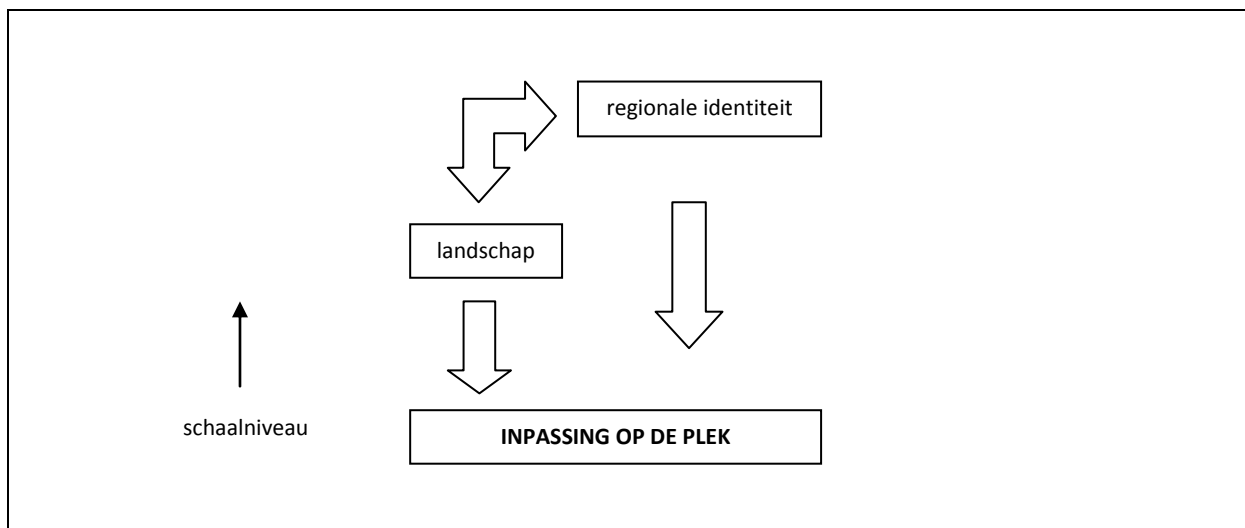 regionale identiteit
landschap
schaalniveau
INPASSING OP DE PLEK